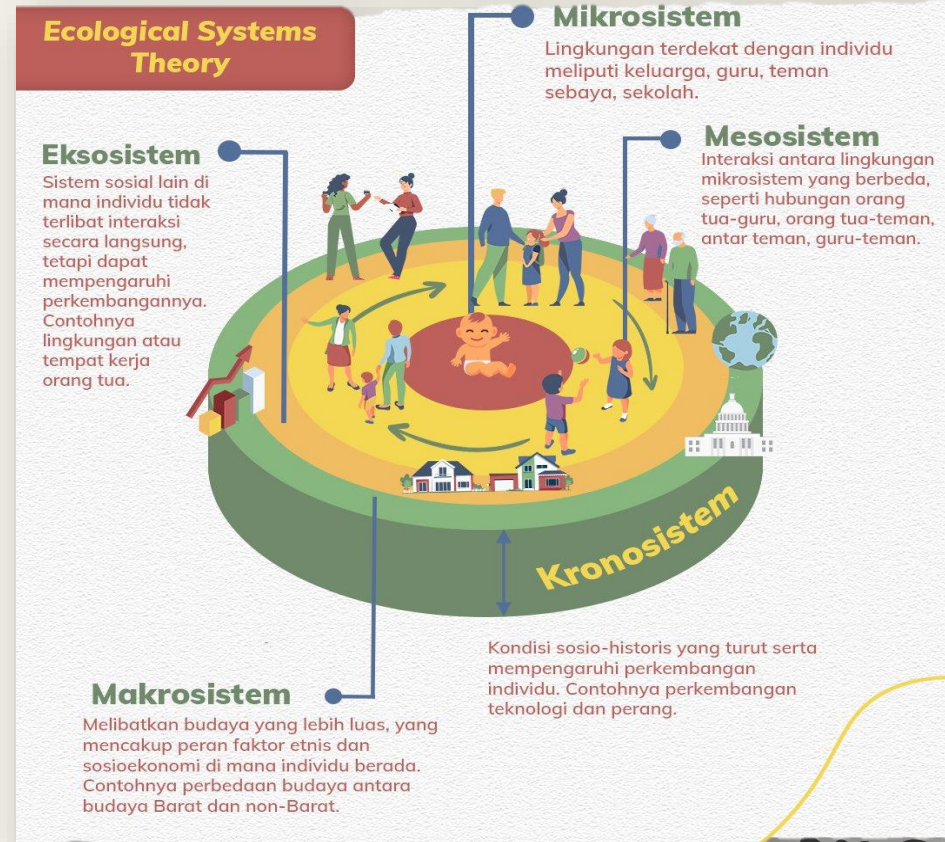 Ecological Systems
Theory
Mikrosistem
Lingkungan terdekat dengan individu
meliputi keluarga, guru, teman
sebaya, sekolah.
Mesosistem
Interaksi antara lingkungan
mikrosistem yang berbeda,
seperti hubungan orang
tua-guru, orang tua-teman,
antar teman, guru-teman.
Eksosistem
Sistem sosial lain di
mana individu tidak
terlibat interaksi
secara langsung,
tetapi dapat
mempengaruhi
perkembangannya.
Contohnya
lingkungan atau
tempat kerja
orang tua.
Kronosistem
Kondisi sosio-historis yang turut serta
mempengaruhi perkembangan
individu. Contohnya perkembangan
teknologi dan perang.
Makrosistem
Melibatkan budaya yang lebih luas, yang
mencakup peran faktor etnis dan
sosioekonomi di mana individu berada.
Contohnya perbedaan budaya antara
budaya Barat dan non-Barat.